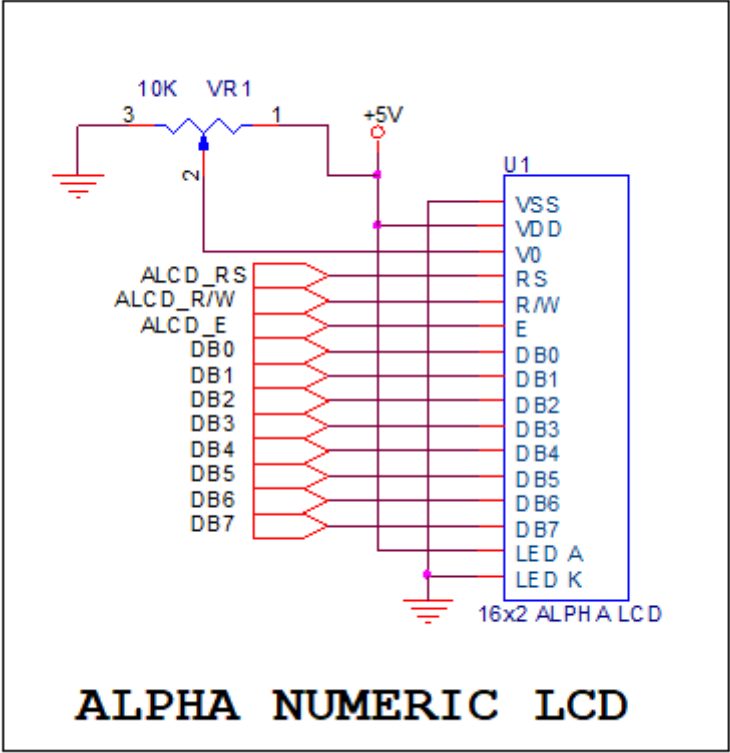 10K VR1
3 1
+5V
2
U1
VSS
VDD
V0
ALCD_RS RS
ALCD_R/W R/W
ALCD_E E
DB0 DB0
DB1 DB1
DB2 DB2
DB3 DB3
DB4 DB4
DB5 DB5
DB6 DB6
DB7 DB7
LED A
LED K
16x2 ALPHA LCD
ALPHA NUMERIC LCD